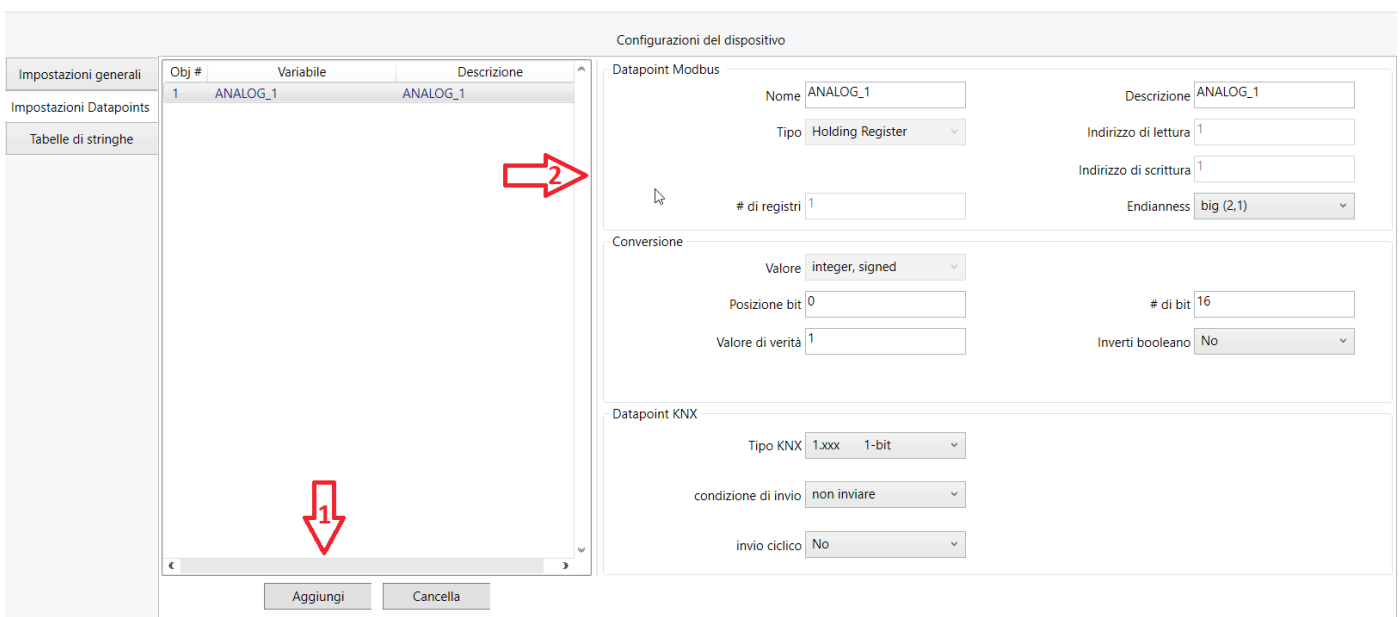 Configurazioni del dispositivo
Impostazioni generali
Impostazioni Datapoints
Tabelle di stringhe
Obj # Variabile Descrizione
1 ANALOG_1 ANALOG_1
1
Aggiungi Cancella
2
Datapoint Modbus
Nome ANALOG_1 Descrizione ANALOG_1
Tipo Holding Register Indirizzo di lettura 1
Indirizzo di scrittura 1
# di registri 1 Endianness big (2,1)
Conversione
Valore integer, signed
Posizione bit 0 # di bit 16
Valore di verità 1 Inverti booleano No
Datapoint KNX
Tipo KNX 1.xxx 1-bit
condizione di invio non inviare
invio ciclico No